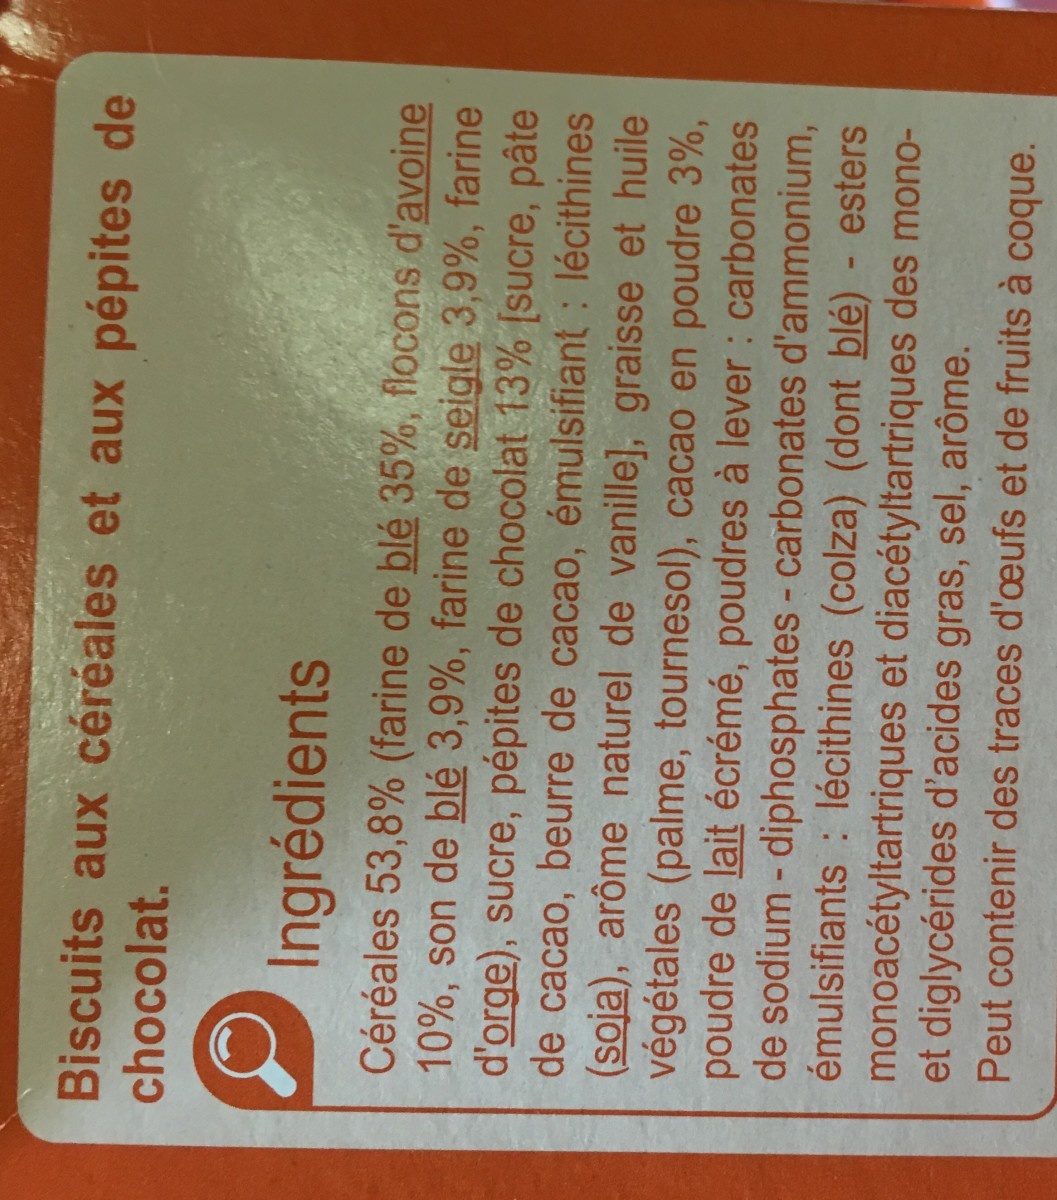 Biscuits aux céréales et aux pépites de
chocolat.
Ingrédients
Céréales 53,8% (farine de blé 35%, flocons d'avoine
10%, son de blé 3,9%, farine de seigle 3,9%, farine
d'orge), sucre, pépites de chocolat 13% [sucre, pâte
de cacao, beurre de cacao, émulsifiant : lécithines
(soja), arôme naturel de vanille], graisse et huile
végétales (palme, tournesol), cacao en poudre 3%,
poudre de lait écrémé, poudres à lever : carbonates
de sodium - diphosphates - carbonates d'ammonium,
émulsifiants : lécithines (colza) (dont blé) - esters
monoacétyltartriques et diacétyltartriques des mono-
et diglycérides d'acides gras, sel, arôme.
Peut contenir des traces d'œufs et de fruits à coque.